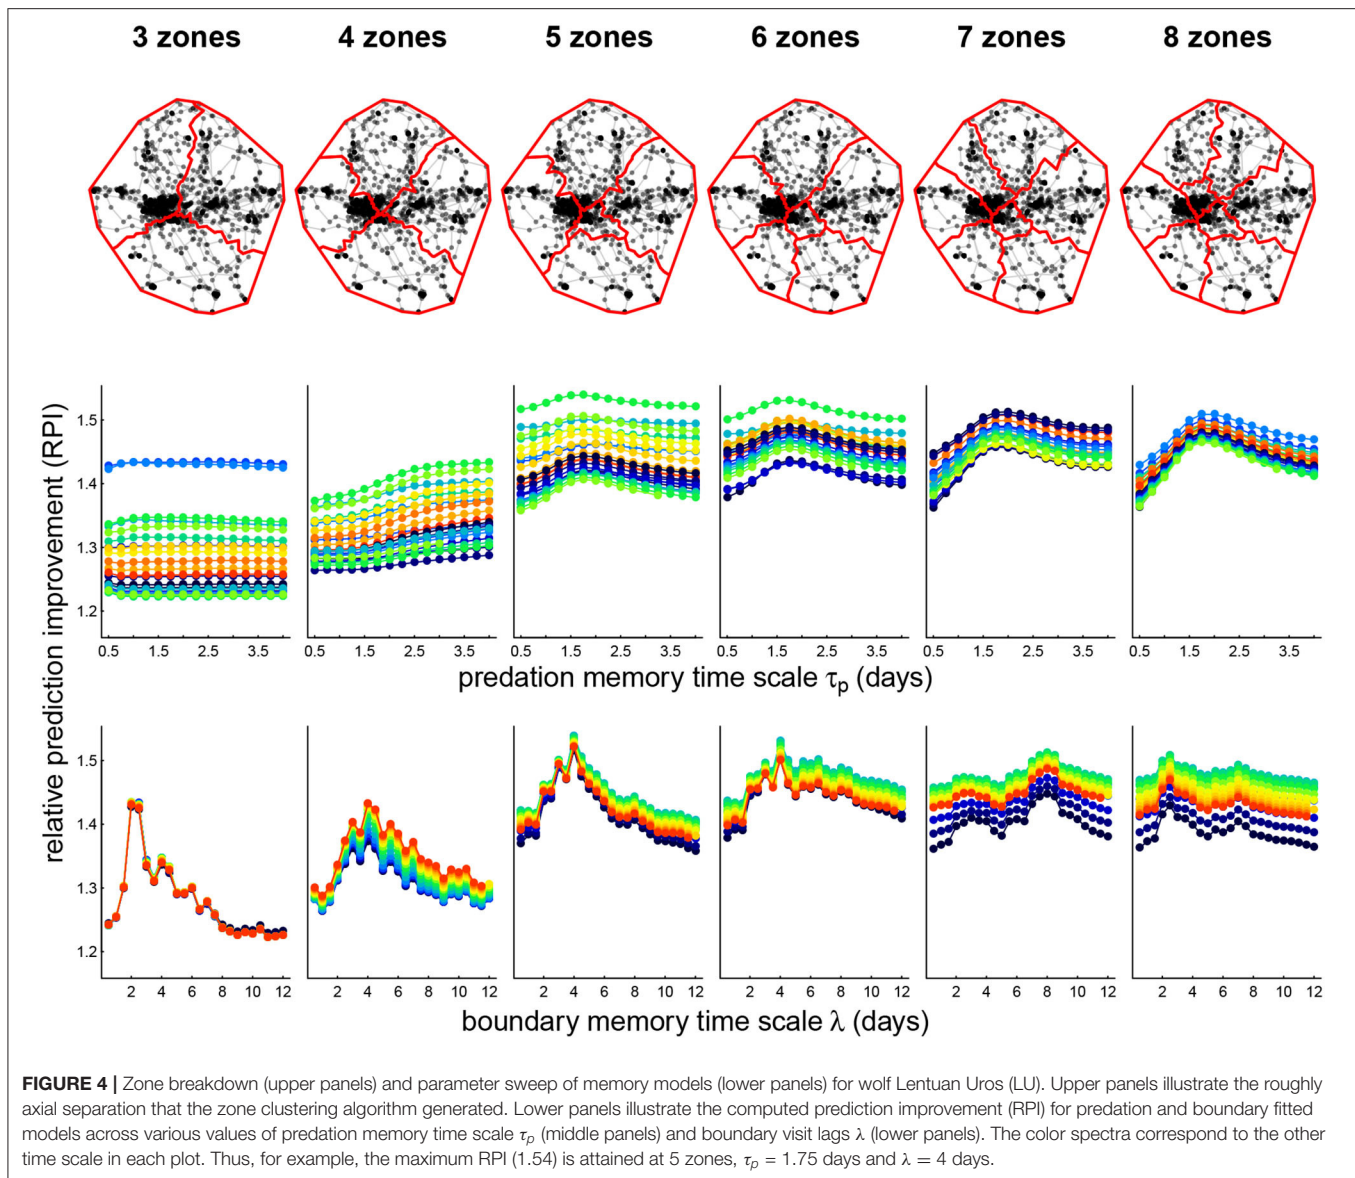 3 zones 4 zones 5 zones 6 zones 7 zones 8 zones
relative prediction improvement (RPI)
1.5
1.4
1.3
1.2
0.5 1.5 2.5 3.5 0.5 1.5 2.5 3.5 0.5 1.5 2.5 3.5 0.5 1.5 2.5 3.5 0.5 1.5 2.5 3.5 0.5 1.5 2.5 3.5
predation memory time scale τp (days)
1.5
1.4
1.3
1.2
2 4 6 8 10 12 2 4 6 8 10 12 2 4 6 8 10 12 2 4 6 8 10 12 2 4 6 8 10 12 2 4 6 8 10 12
boundary memory time scale λ (days)
FIGURE 4 | Zone breakdown (upper panels) and parameter sweep of memory models (lower panels) for wolf Lentuan Uros (LU). Upper panels illustrate the roughly
axial separation that the zone clustering algorithm generated. Lower panels illustrate the computed prediction improvement (RPI) for predation and boundary fitted
models across various values of predation memory time scale τp (middle panels) and boundary visit lags λ (lower panels). The color spectra correspond to the other
time scale in each plot. Thus, for example, the maximum RPI (1.54) is attained at 5 zones, τp = 1.75 days and λ = 4 days.